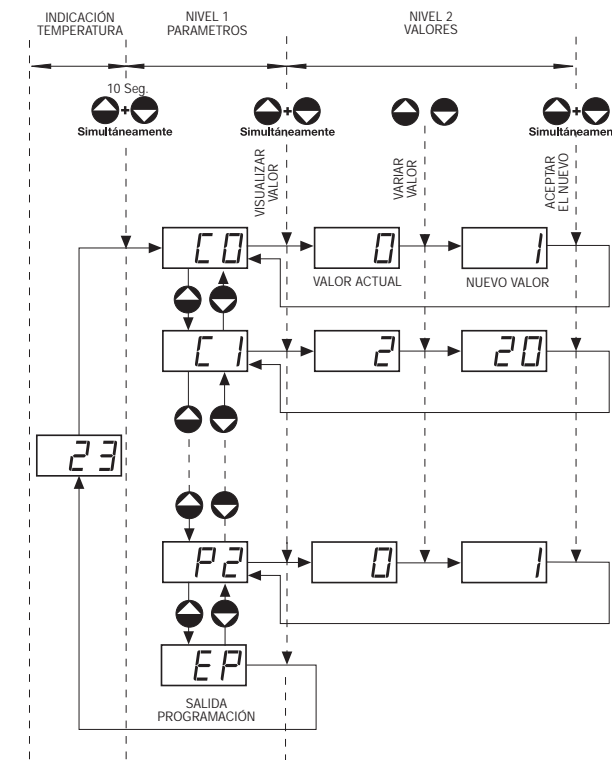 INDICACIÓN
TEMPERATURA
NIVEL 1
PARAMETROS
NIVEL 2
VALORES
10 Seg.
+
Simultáneamente
+
Simultáneamente
+
Simultáneamen
VISUALIZAR
VALOR
VARIAR
VALOR
ACEPTAR
EL NUEVO
C0
0
1
VALOR ACTUAL
NUEVO VALOR
C1
2
20
23
P2
0
1
EP
SALIDA
PROGRAMACIÓN